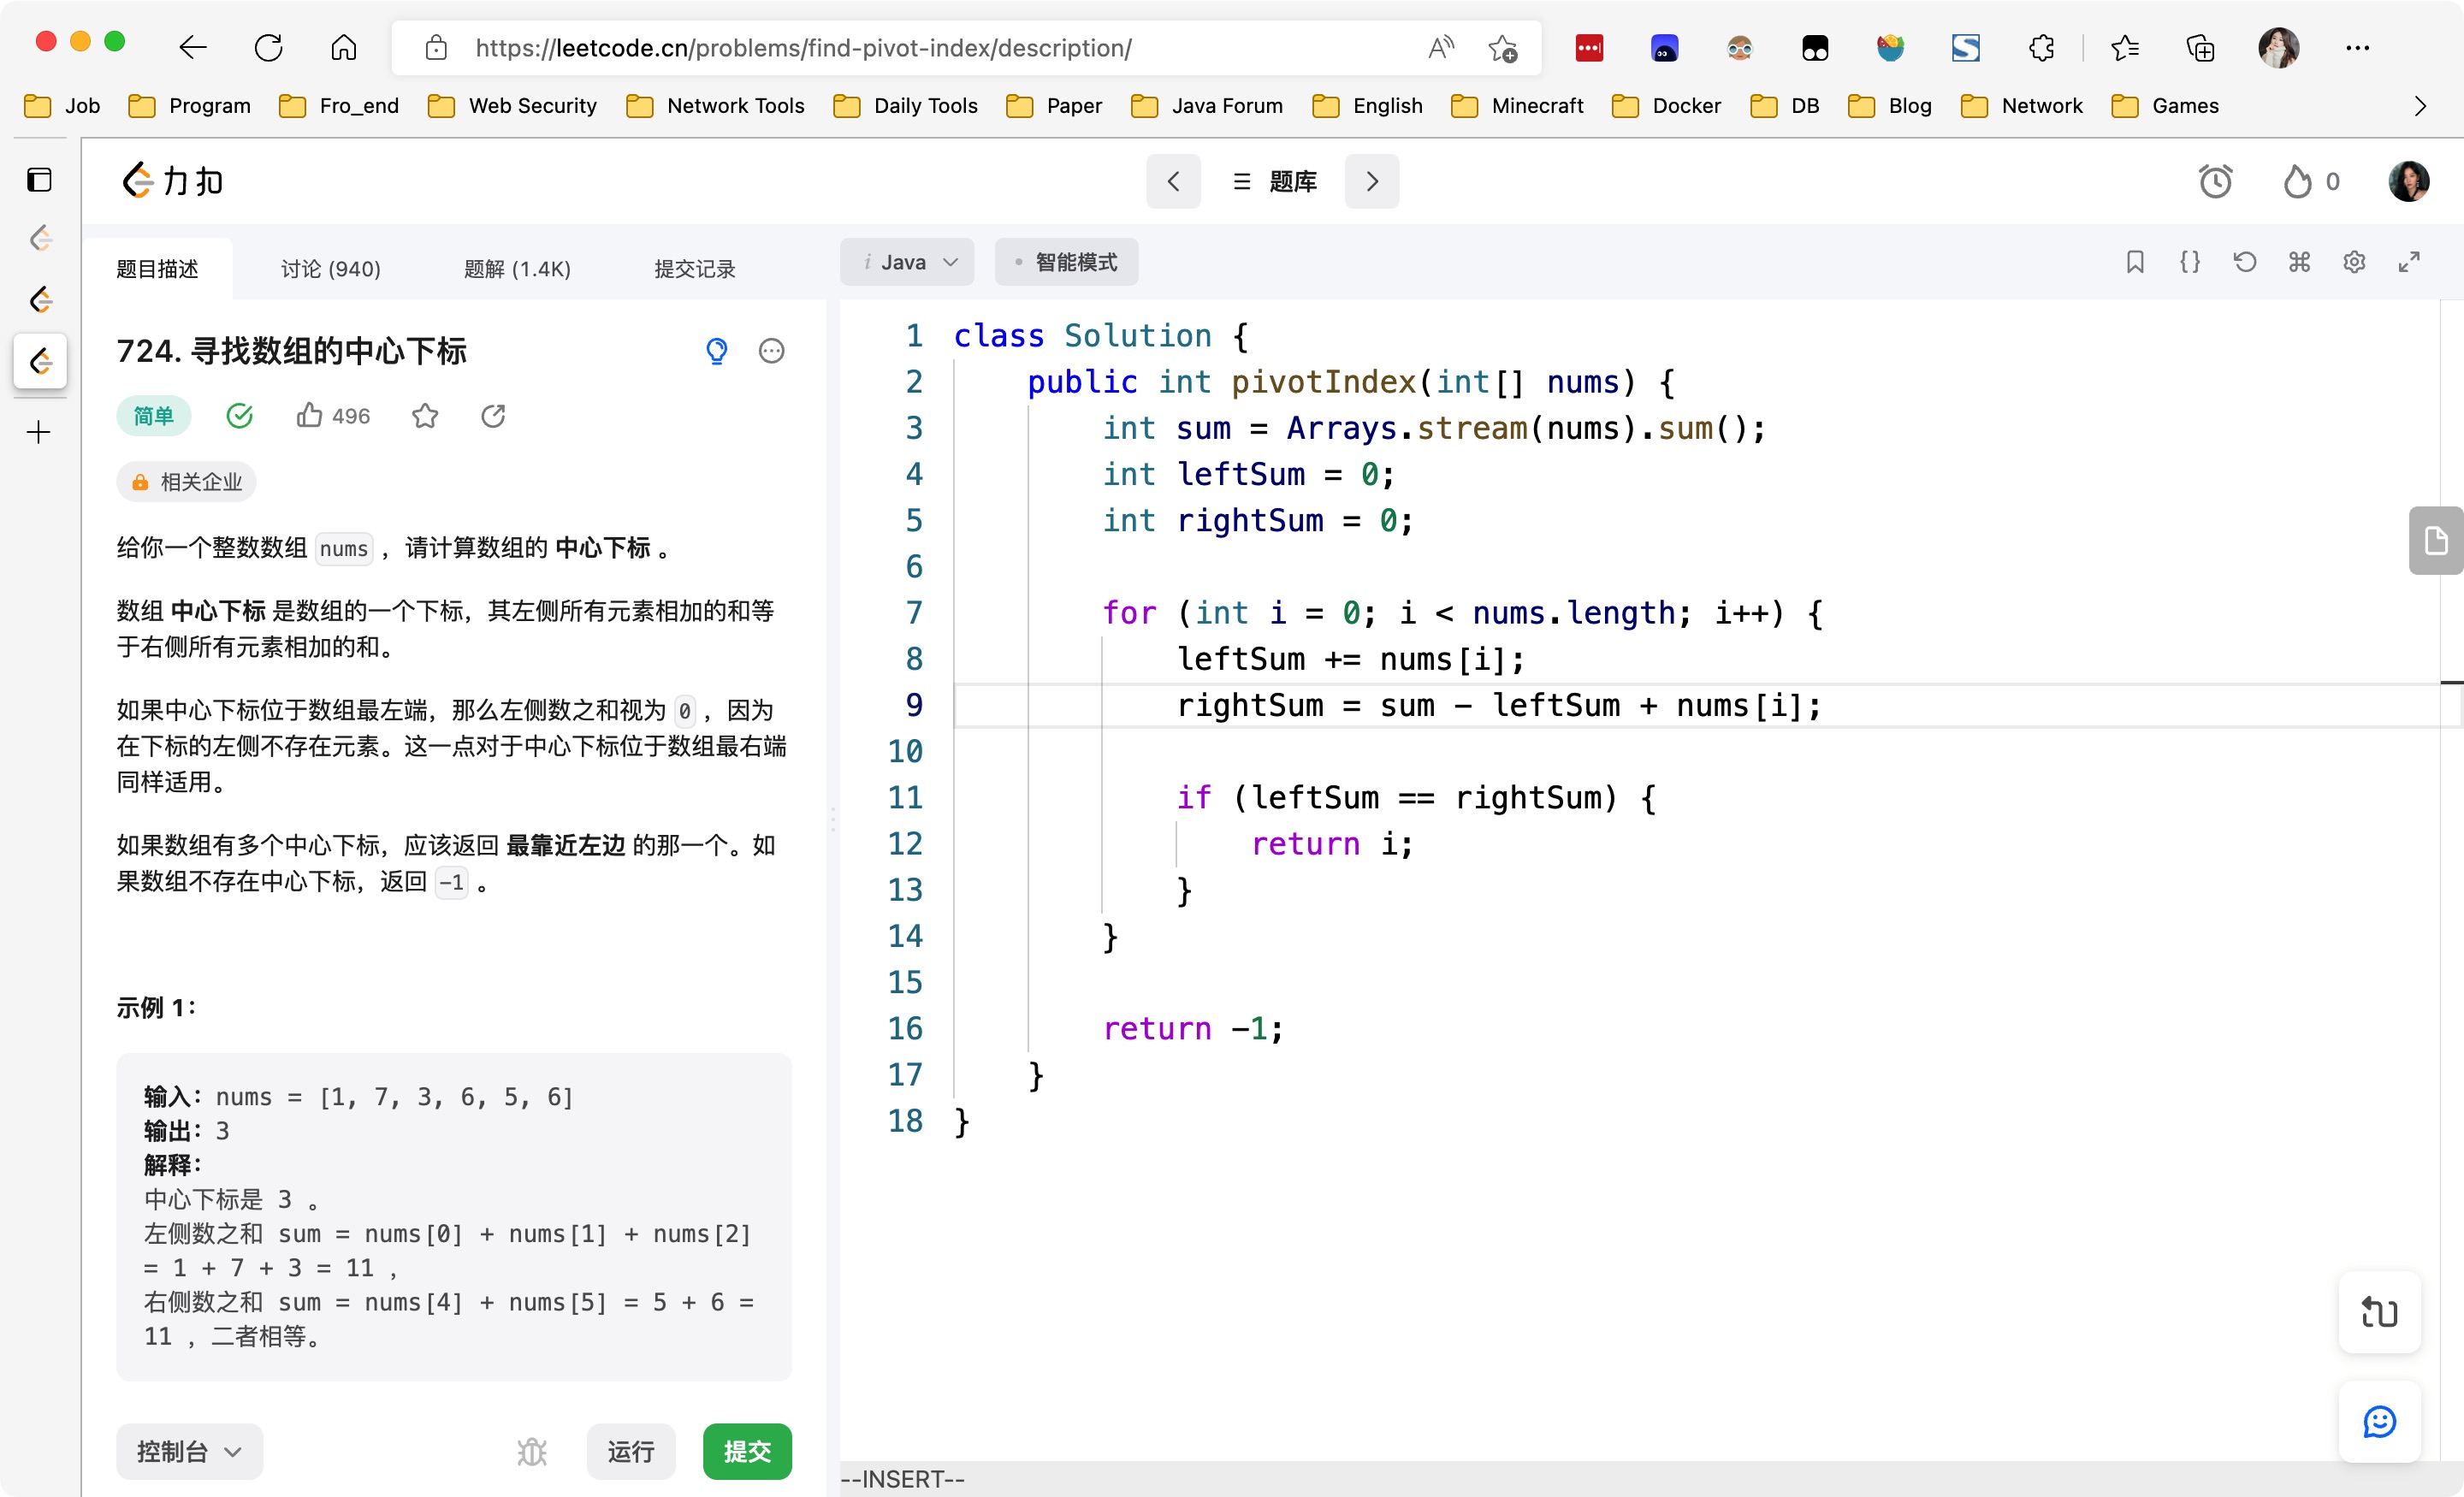 https://leetcode.cn/problems/find-pivot-index/description/
Job Program Fro_end Web Security Network Tools Daily Tools Paper Java Forum English Minecraft Docker DB Blog Network Games
力扣
题库
0
题目描述 讨论 (940) 题解 (1.4K) 提交记录
724. 寻找数组的中心下标
简单 496
相关企业
给你一个整数数组 nums ，请计算数组的 中心下标 。
数组 中心下标 是数组的一个下标，其左侧所有元素相加的和等
于右侧所有元素相加的和。
如果中心下标位于数组最左端，那么左侧数之和视为 0 ，因为
在下标的左侧不存在元素。这一点对于中心下标位于数组最右端
同样适用。
如果数组有多个中心下标，应该返回 最靠近左边 的那一个。如
果数组不存在中心下标，返回 -1 。
示例 1：
输入：nums = [1, 7, 3, 6, 5, 6]
输出：3
解释：
中心下标是 3 。
左侧数之和 sum = nums[0] + nums[1] + nums[2]
= 1 + 7 + 3 = 11 ，
右侧数之和 sum = nums[4] + nums[5] = 5 + 6 =
11 ，二者相等。
控制台 运行 提交
i Java 智能模式
1 class Solution {
2 public int pivotIndex(int[] nums) {
3 int sum = Arrays.stream(nums).sum();
4 int leftSum = 0;
5 int rightSum = 0;
6
7 for (int i = 0; i < nums.length; i++) {
8 leftSum += nums[i];
9 rightSum = sum - leftSum + nums[i];
10
11 if (leftSum == rightSum) {
12 return i;
13 }
14 }
15
16 return -1;
17 }
18 }
--INSERT--